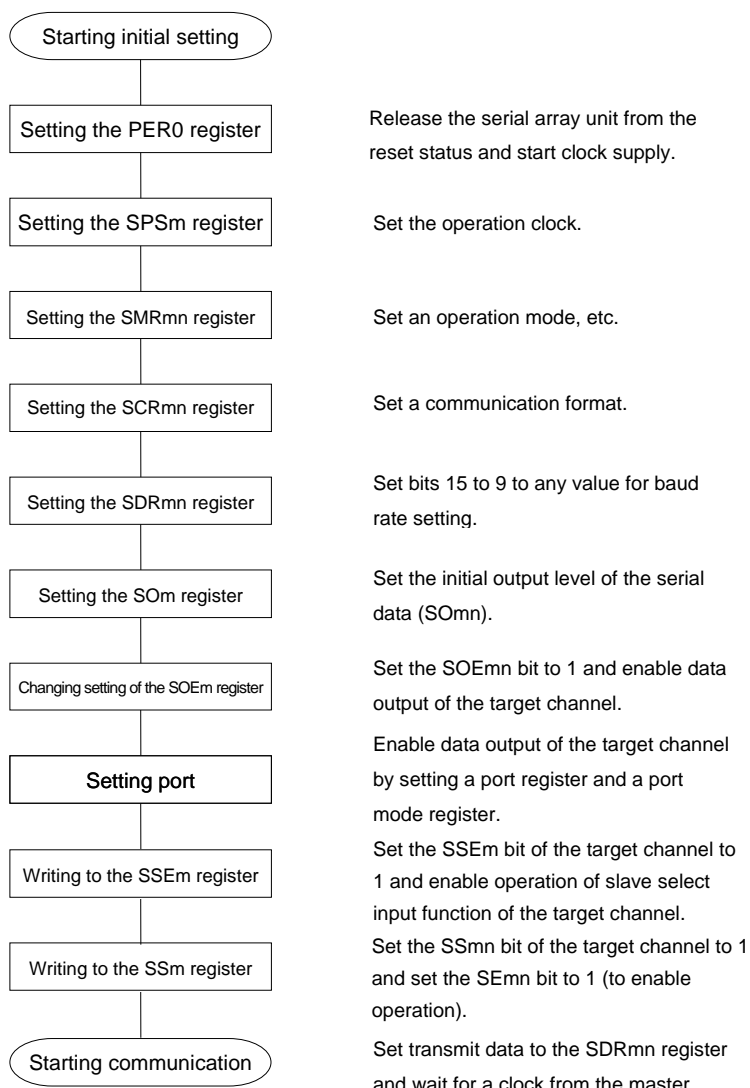 Starting initial setting
Setting the PER0 register
Release the serial array unit from the
reset status and start clock supply.
Setting the SPSm register
Set the operation clock.
Setting the SMRmn register
Set an operation mode, etc.
Setting the SCRmn register
Set a communication format.
Setting the SDRmn register
Set bits 15 to 9 to any value for baud
rate setting.
Setting the SOm register
Set the initial output level of the serial
data (SOmn).
Changing setting of the SOEm register
Set the SOEmn bit to 1 and enable data
output of the target channel.
Setting port
Enable data output of the target channel
by setting a port register and a port
mode register.
Writing to the SSEm register
Set the SSEm bit of the target channel to
1 and enable operation of slave select
input function of the target channel.
Writing to the SSm register
Set the SSmn bit of the target channel to 1
and set the SEmn bit to 1 (to enable
operation).
Starting communication
Set transmit data to the SDRmn register
and wait for a clock from the master.